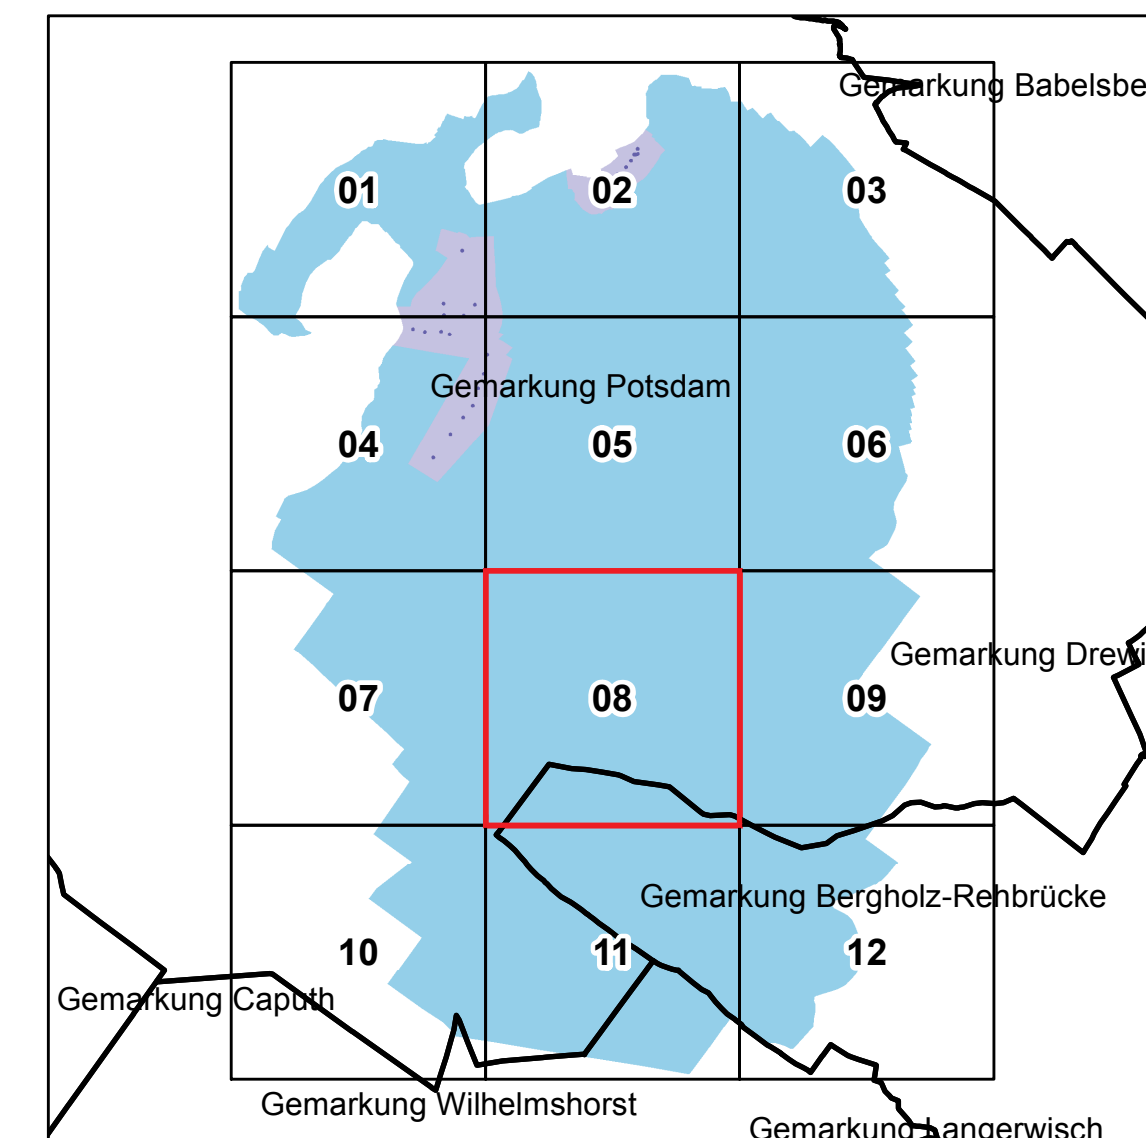 Gemarkung Babelsbe
01
02
03
Gemarkung Potsdam
04
05
06
Gemarkung Drewi
07
08
09
Gemarkung Bergholz-Rehbrücke
10
11
12
Gemarkung Caputh
Gemarkung Wilhelmshorst
Gemarkung Langerwisch